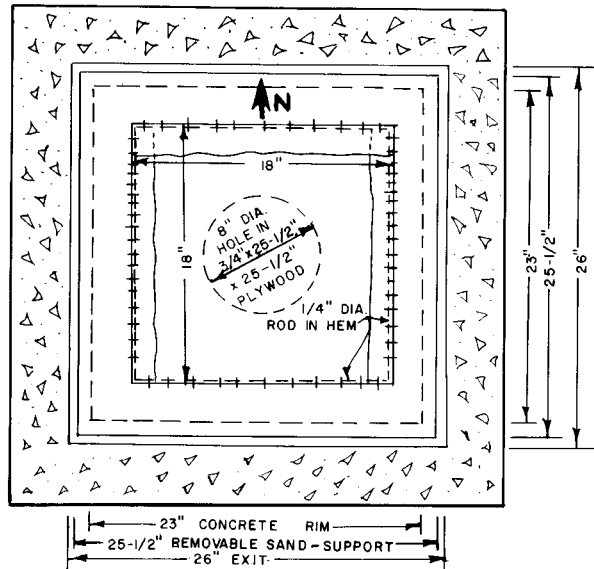 N
18"
18"
8" DIA.
HOLE IN
3/4" x 25-1/2"
x 25-1/2"
PLYWOOD
1/4" DIA.
ROD IN HEM
23"
25-1/2"
26"
23" CONCRETE RIM
25-1/2" REMOVABLE SAND-SUPPORT
26" EXIT